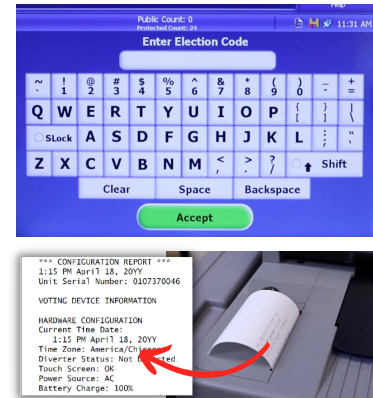 Help
Public Count: 0
Protected Count: 24
11:31 AM
Enter Election Code
~ ! @ # $ % ^ & * ( ) _ +
` 1 2 3 4 5 6 7 8 9 0 - =
Q W E R T Y U I O P { } |
[ ] \
SLock A S D F G H J K L : "
; '
Z X C V B N M < > ? Shift
, . /
Clear Space Backspace
Accept
*** CONFIGURATION REPORT ***
1:15 PM April 18, 20YY
Unit Serial Number: 0107370046
VOTING DEVICE INFORMATION
HARDWARE CONFIGURATION
Current Time Date:
1:15 PM April 18, 20YY
Time Zone: America/Chicago
Diverter Status: Not Detected
Touch Screen: OK
Power Source: AC
Battery Charge: 100%